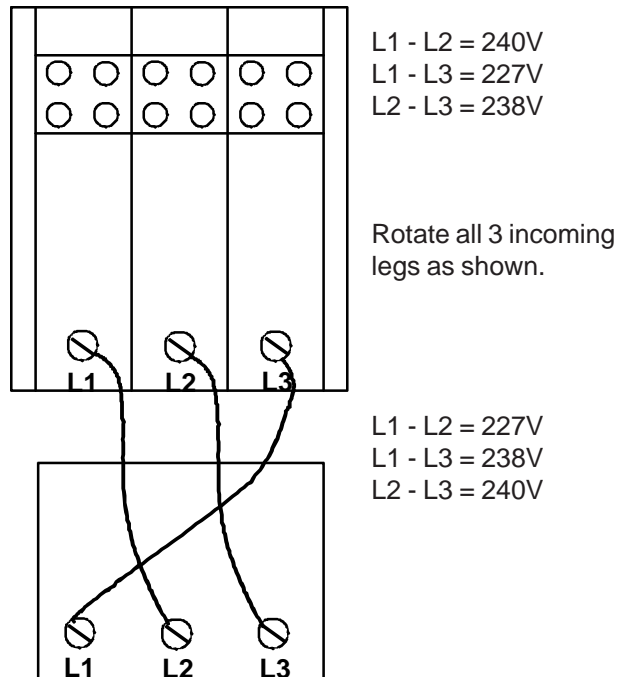 L1 - L2 = 240V
L1 - L3 = 227V
L2 - L3 = 238V
Rotate all 3 incoming
legs as shown.
L1 L2 L3
L1 - L2 = 227V
L1 - L3 = 238V
L2 - L3 = 240V
L1 L2 L3